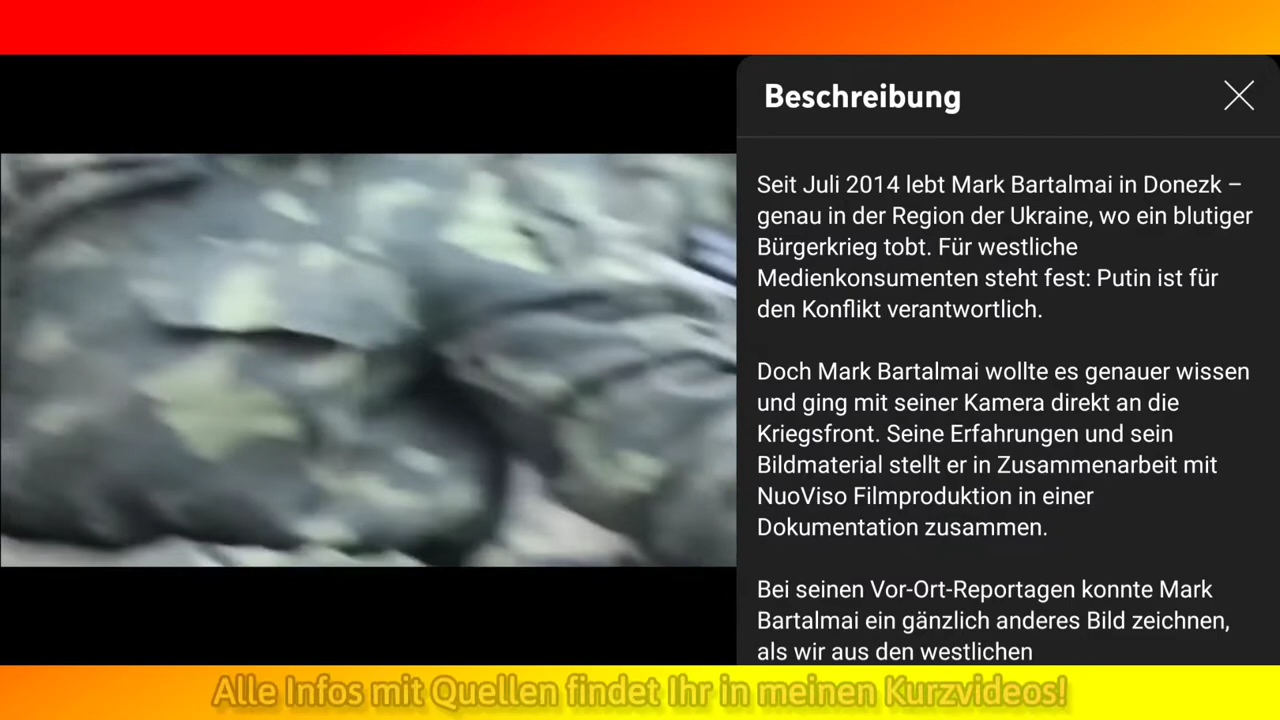 Beschreibung
Seit Juli 2014 lebt Mark Bartalmai in Donezk –
genau in der Region der Ukraine, wo ein blutiger
Bürgerkrieg tobt. Für westliche
Medienkonsumenten steht fest: Putin ist für
den Konflikt verantwortlich.
Doch Mark Bartalmai wollte es genauer wissen
und ging mit seiner Kamera direkt an die
Kriegsfront. Seine Erfahrungen und sein
Bildmaterial stellt er in Zusammenarbeit mit
NuoViso Filmproduktion in einer
Dokumentation zusammen.
Bei seinen Vor-Ort-Reportagen konnte Mark
Bartalmai ein gänzlich anderes Bild zeichnen,
als wir aus den westlichen
Alle Infos mit Quellen findet Ihr in meinen Kurzvideos!